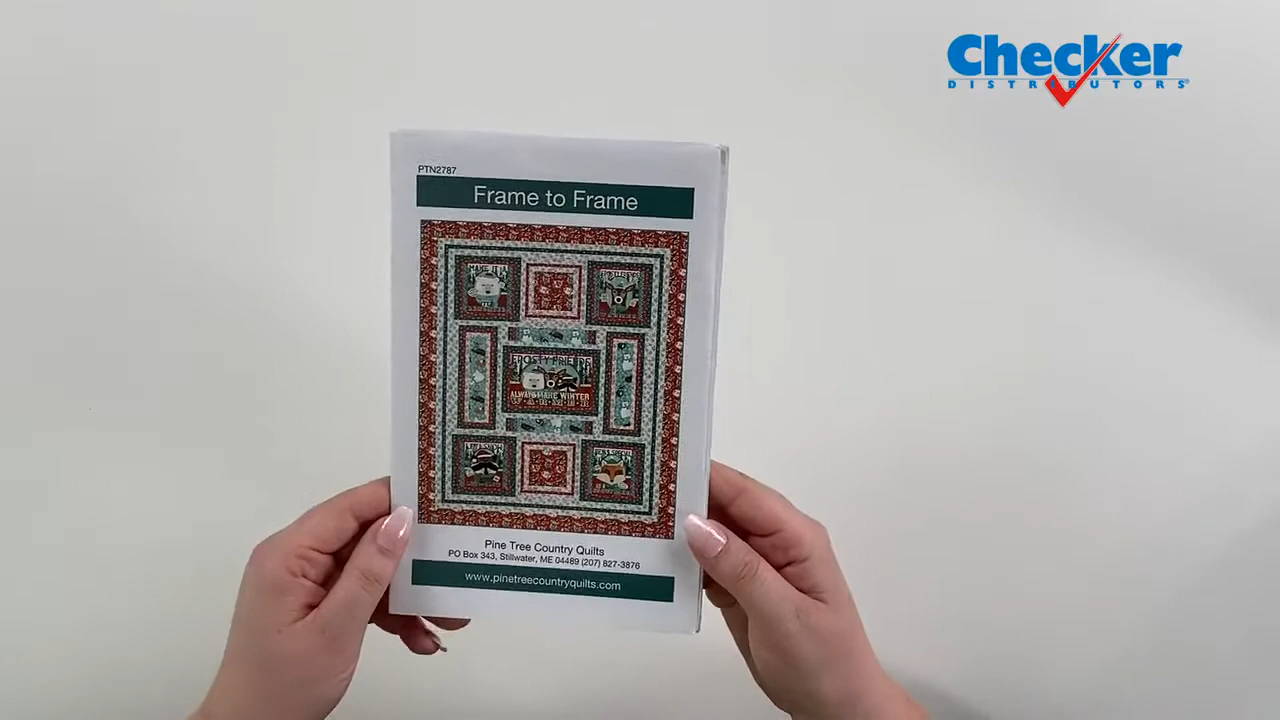 Checker
DISTRIBUTORS
PTN2787
Frame to Frame
FROSTY FRIENDS
ALWAYS MAKE WINTER
Pine Tree Country Quilts
PO Box 343, Stillwater, ME 04489 (207) 827-3876
www.pinetreecountryquilts.com